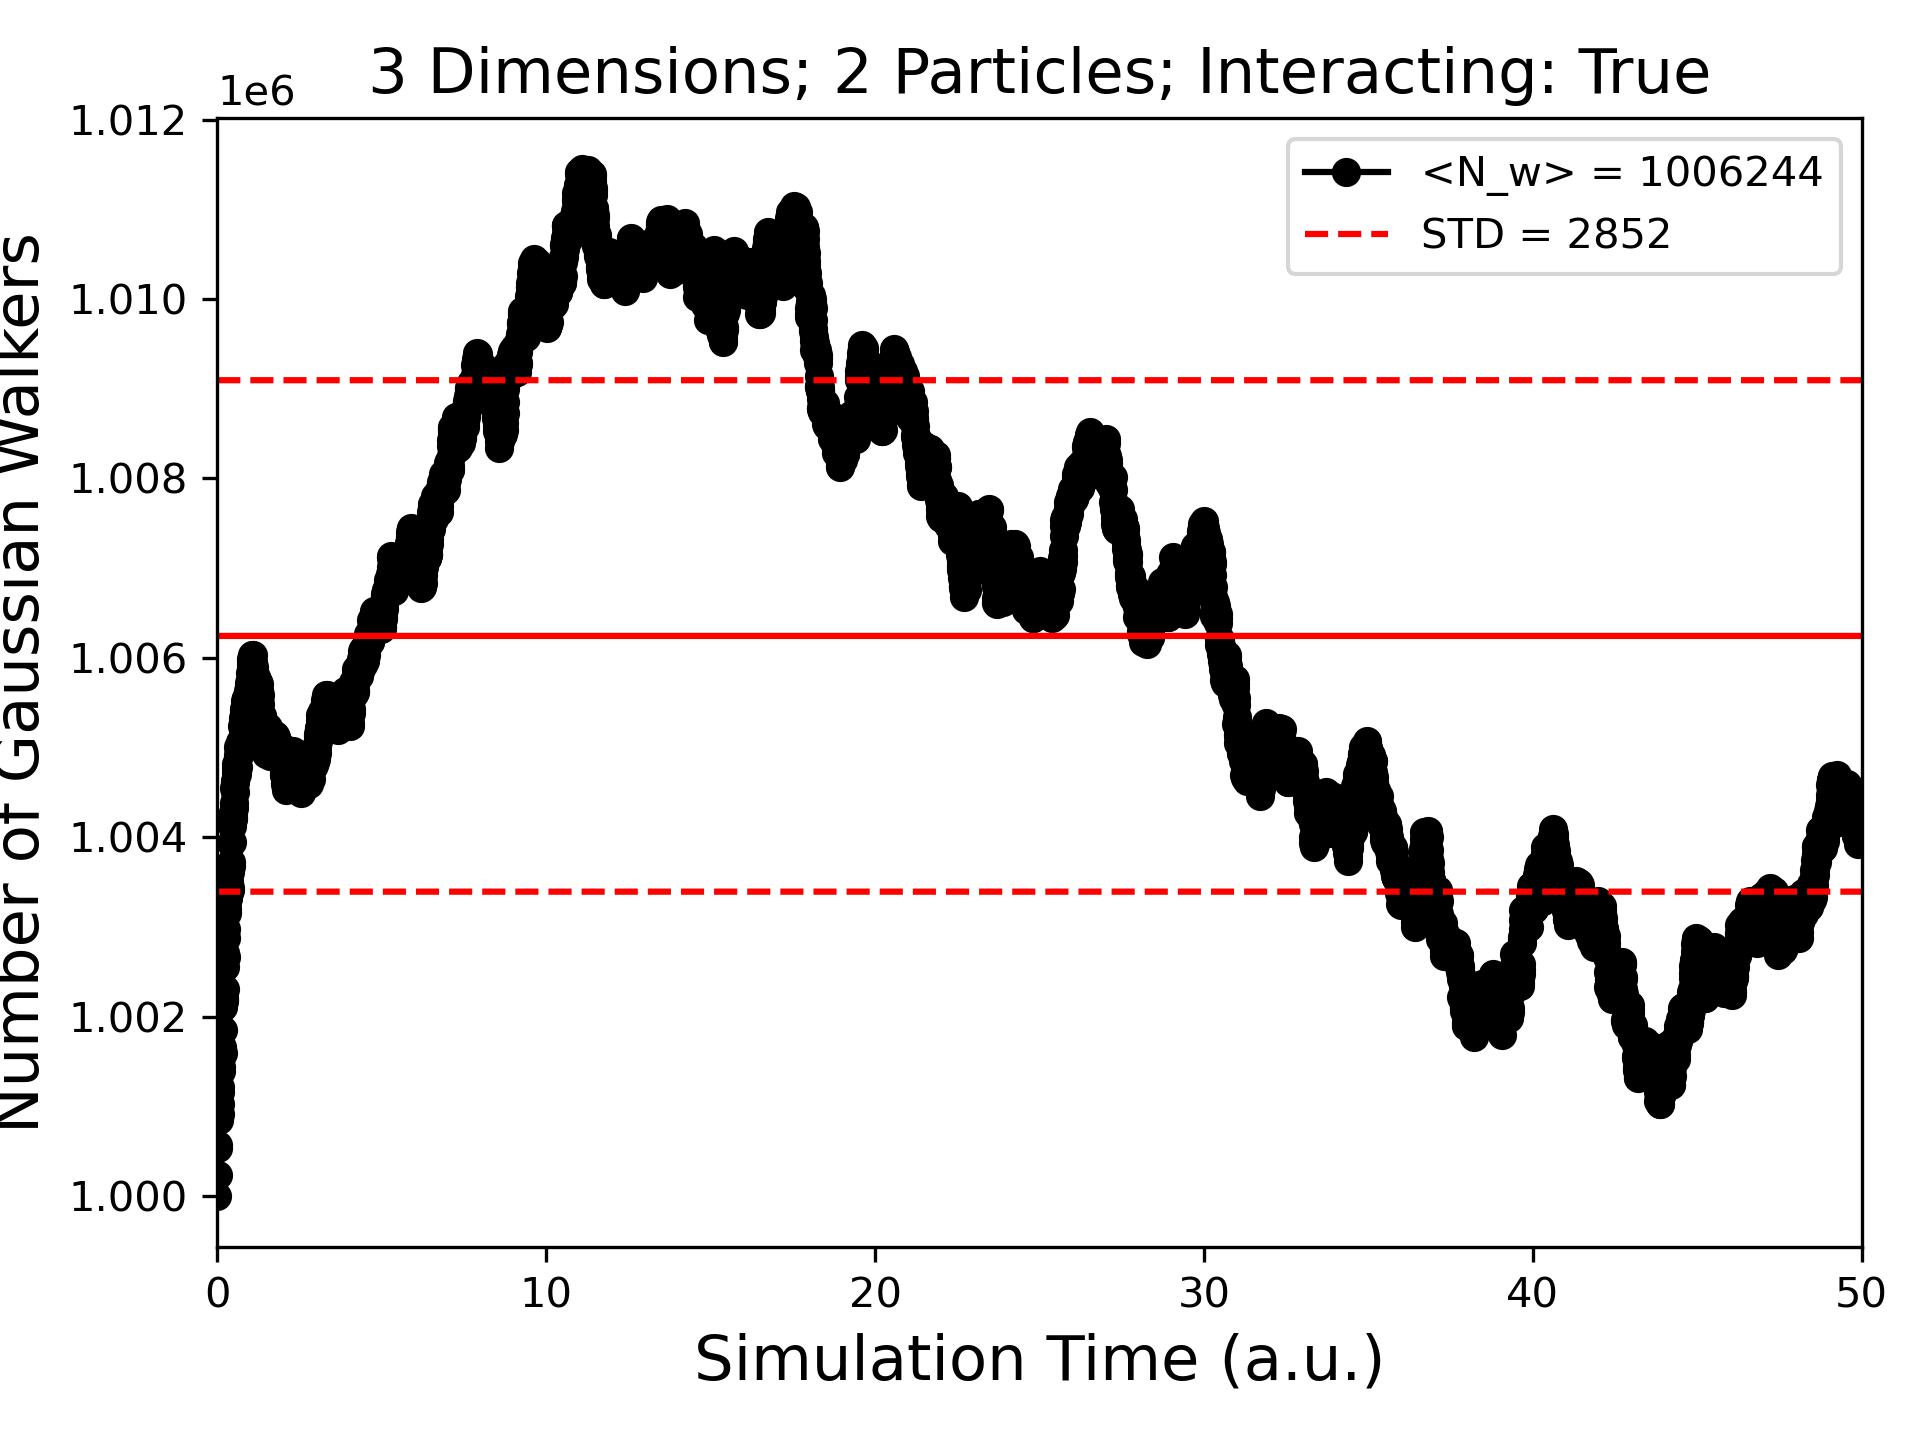 3 Dimensions; 2 Particles; Interacting: True
1e6
<N_w> = 1006244
STD = 2852
Number of Gaussian Walkers
1.012
1.010
1.008
1.006
1.004
1.002
1.000
0 10 20 30 40 50
Simulation Time (a.u.)